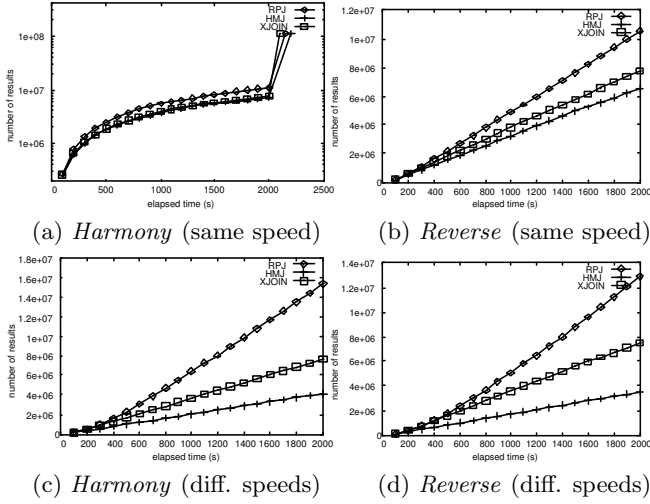 RPJ
HMJ
XJOIN
1e+08
1e+07
1e+06
number of results
0 500 1000 1500 2000 2500
elapsed time (s)
(a) Harmony (same speed)
RPJ
HMJ
XJOIN
1.2e+07
1e+07
8e+06
6e+06
4e+06
2e+06
0
number of results
0 200 400 600 800 1000 1200 1400 1600 1800 2000
elapsed time (s)
(b) Reverse (same speed)
RPJ
HMJ
XJOIN
1.8e+07
1.6e+07
1.4e+07
1.2e+07
1e+07
8e+06
6e+06
4e+06
2e+06
0
number of results
0 200 400 600 800 1000 1200 1400 1600 1800 2000
elapsed time (s)
(c) Harmony (diff. speeds)
RPJ
HMJ
XJOIN
1.4e+07
1.2e+07
1e+07
8e+06
6e+06
4e+06
2e+06
0
number of results
0 200 400 600 800 1000 1200 1400 1600 1800 2000
elapsed time (s)
(d) Reverse (diff. speeds)